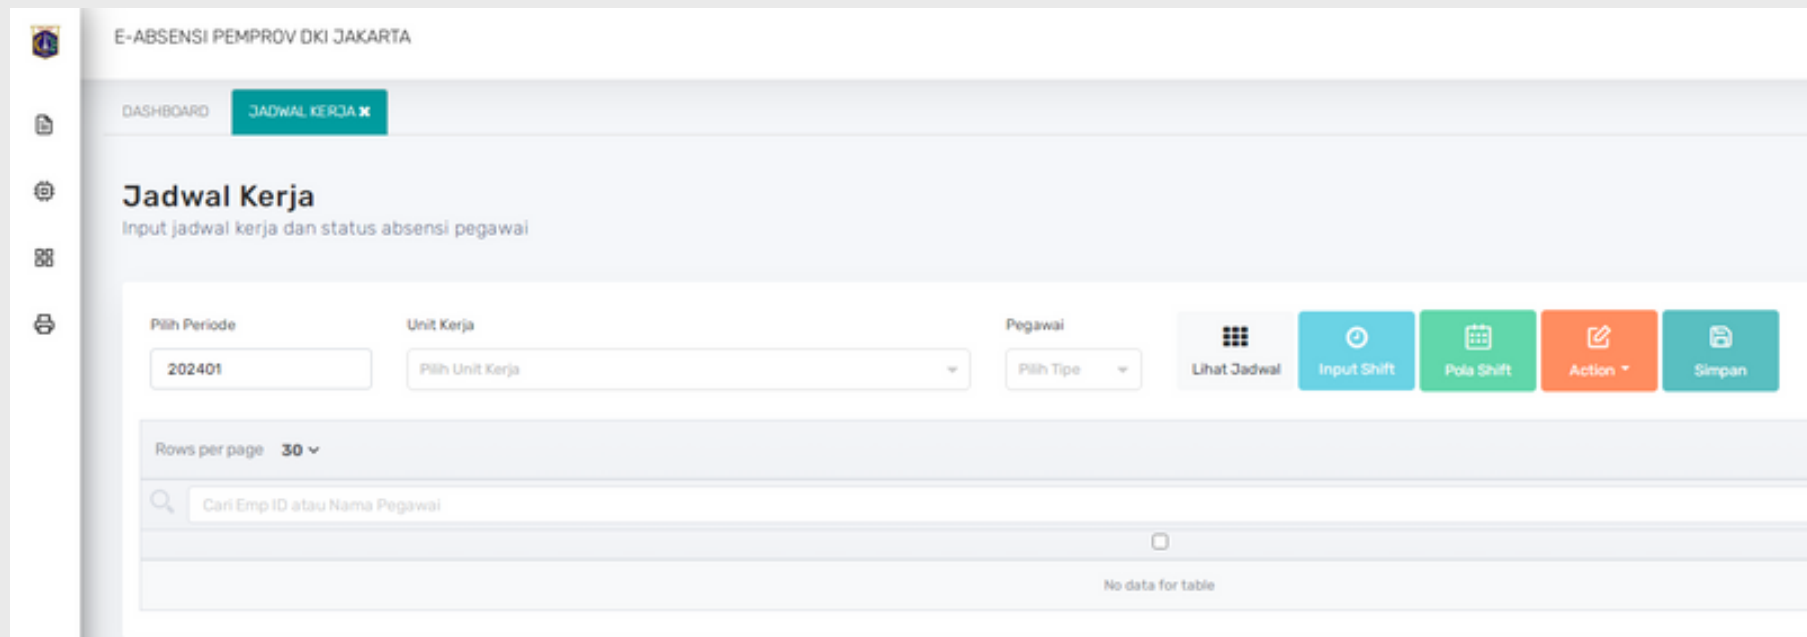 E-ABSENSI PEMPROV DKI JAKARTA
DASHBOARD JADWAL KERJA ✖
Jadwal Kerja
Input jadwal kerja dan status absensi pegawai
Pilih Periode Unit Kerja Pegawai
202401 Pilih Unit Kerja Pilih Tipe Lihat Jadwal Input Shift Pola Shift Action Simpan
Rows per page 30
Cari Emp ID atau Nama Pegawai
No data for table